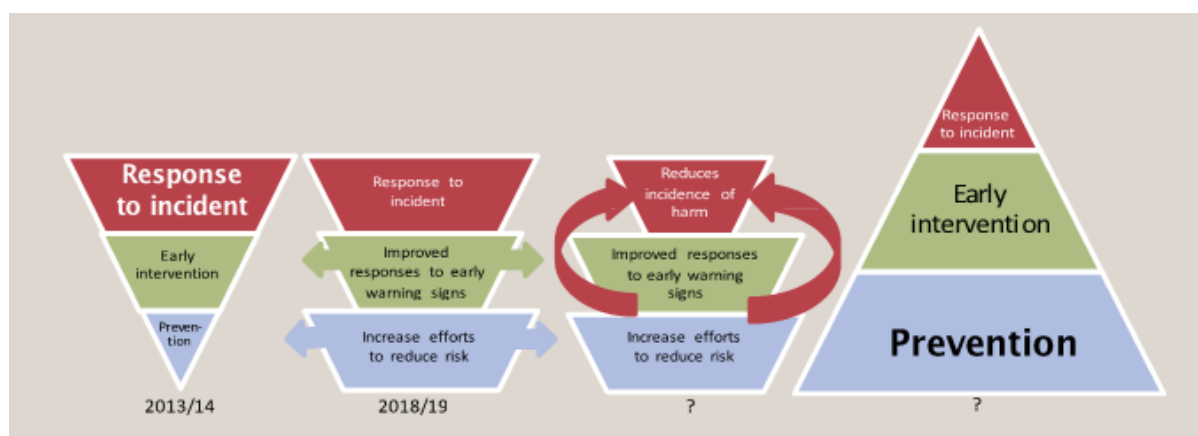 Response
to incident
Early
intervention
Preven-
tion
2013/14
Response to
incident
Improved
responses to early
warning signs
Increase efforts
to reduce risk
2018/19
Reduces
incidence of
harm
Improved responses
to early warning
signs
Increase efforts
to reduce risk
?
Response
to incident
Early
intervention
Prevention
?